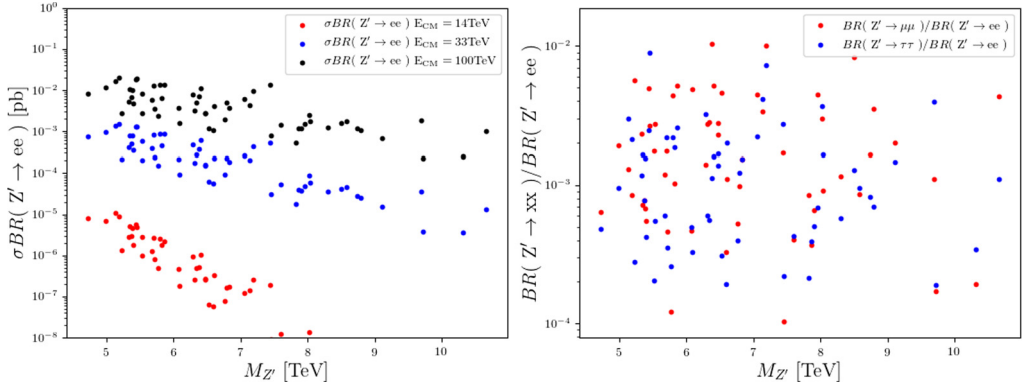 10⁰
10⁻¹
10⁻²
10⁻³
10⁻⁴
10⁻⁵
10⁻⁶
10⁻⁷
10⁻⁸
σBR( Z′ → ee ) [pb]
σBR( Z′ → ee ) E_CM = 14TeV
σBR( Z′ → ee ) E_CM = 33TeV
σBR( Z′ → ee ) E_CM = 100TeV
5 6 7 8 9 10
M_Z′ [TeV]
10⁻²
10⁻³
10⁻⁴
BR( Z′ → xx )/BR( Z′ → ee )
BR( Z′ → μμ )/BR( Z′ → ee )
BR( Z′ → ττ )/BR( Z′ → ee )
5 6 7 8 9 10
M_Z′ [TeV]